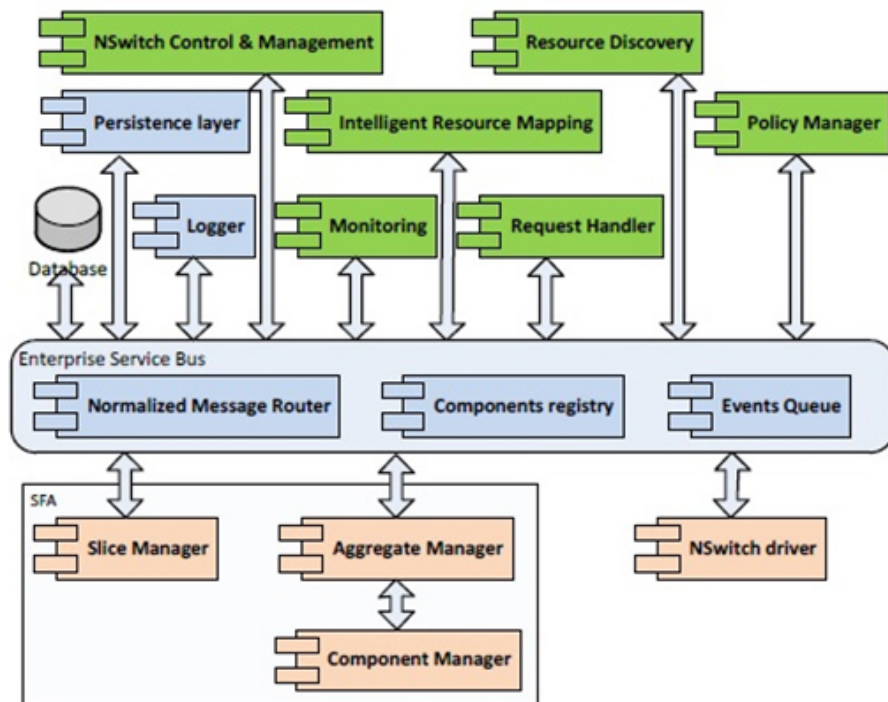 NSwitch Control & Management
Resource Discovery
Persistence layer
Intelligent Resource Mapping
Policy Manager
Logger
Monitoring
Request Handler
Database
Enterprise Service Bus
Normalized Message Router
Components registry
Events Queue
SFA
Slice Manager
Aggregate Manager
NSwitch driver
Component Manager